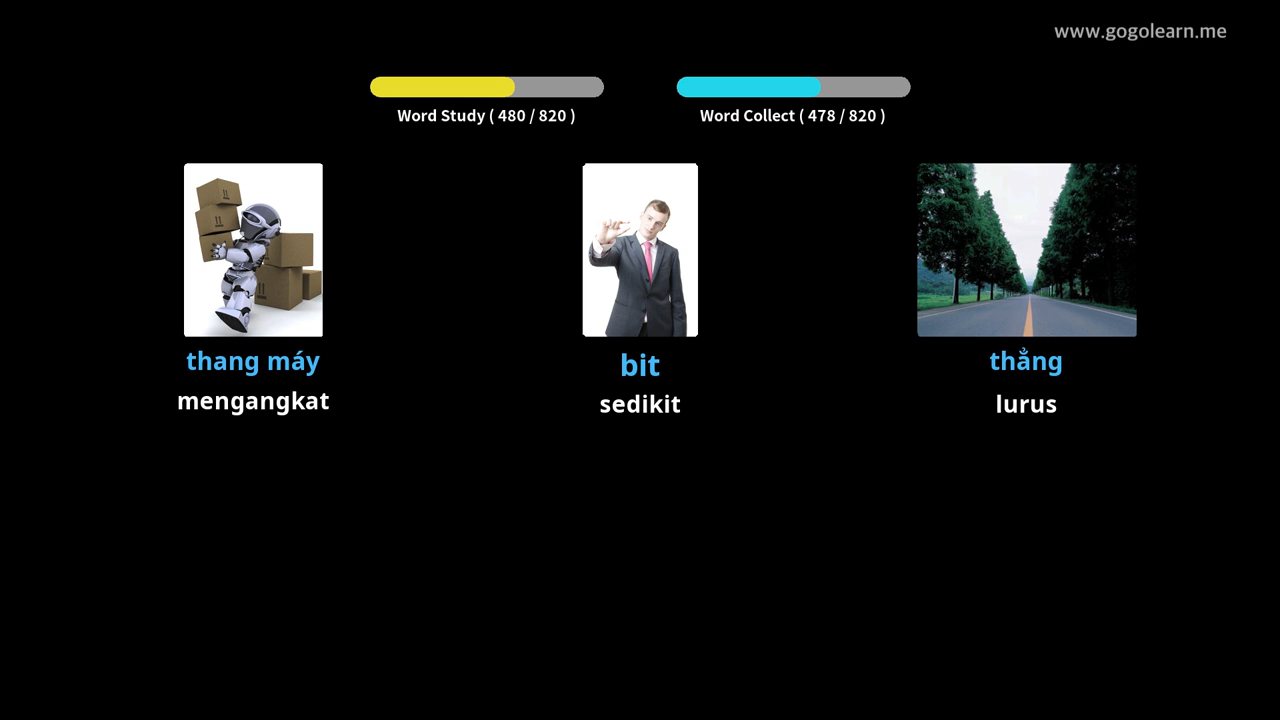 www.gogolearn.me
Word Study ( 480 / 820 )
Word Collect ( 478 / 820 )
thang máy
mengangkat
bit
sedikit
thẳng
lurus